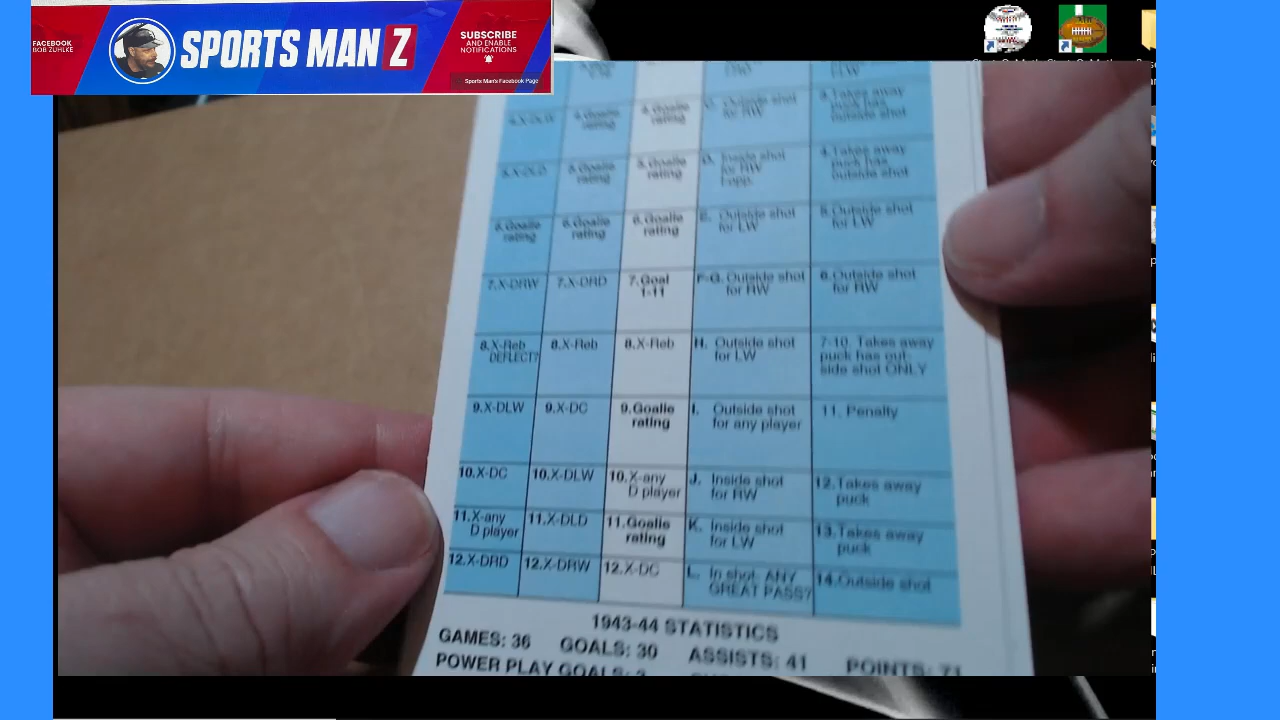 FACEBOOK
BOB ZUHLKE
SPORTS MAN Z
SUBSCRIBE
AND ENABLE
NOTIFICATIONS
Sports Man's Facebook Page
4.X-DLW
4.Goalie
rating
4.Goalie
rating
C. Outside shot
for RW
3.Takes away
puck has
outside shot
5.X-DLD
5.Goalie
rating
5.Goalie
rating
D. Inside shot
for RW
4.Takes away
puck has
outside shot
6.Goalie
rating
6.Goalie
rating
6.Goalie
rating
E. Outside shot
for LW
5.Outside shot
for LW
7.X-DRW
7.X-DRD
7.Goal
1-11
F-G. Outside shot
for RW
6.Outside shot
for RW
8.X-Reb
DEFLECT?
8.X-Reb
8.X-Reb
H. Outside shot
for LW
7-10. Takes away
puck has out-
side shot ONLY
9.X-DLW
9.X-DC
9.Goalie
rating
I. Outside shot
for any player
11. Penalty
10.X-DC
10.X-DLW
10.X-any
D player
J. Inside shot
for RW
12.Takes away
puck
11.X-any
D player
11.X-DLD
11.Goalie
rating
K. Inside shot
for LW
13.Takes away
puck
12.X-DRD
12.X-DRW
12.X-DC
L. In shot: ANY
GREAT PASS?
14.Outside shot
1943-44 STATISTICS
GAMES: 36 GOALS: 30 ASSISTS: 41 POINTS: 71
POWER PLAY GOALS: